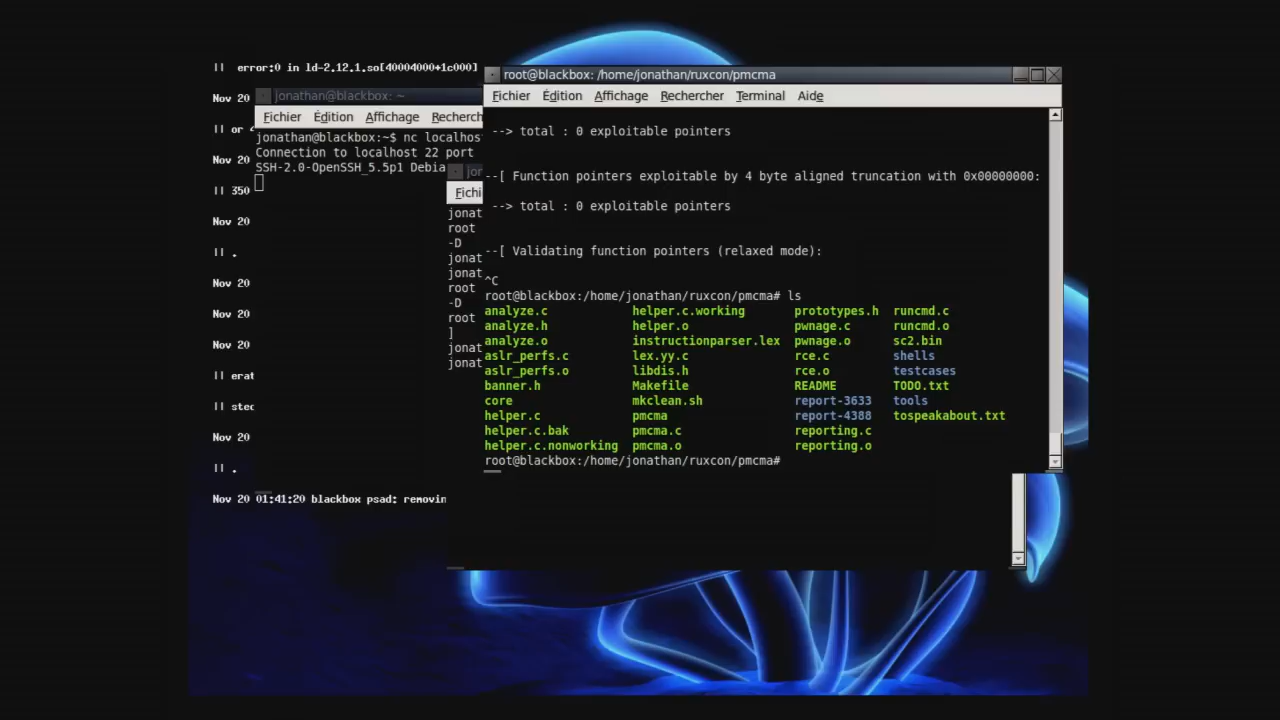 || error:0 in ld-2.12.1.so[40004000+1c000]
Nov 20
|| or
Nov 20
|| 350
Nov 20
|| .
Nov 20
Nov 20
Nov 20
|| erat
|| stec
Nov 20
|| .
Nov 20 01:41:20 blackbox psad: removin
jonathan@blackbox: ~
Fichier Édition Affichage Recherch
jonathan@blackbox:~$ nc localhos
Connection to localhost 22 port
SSH-2.0-OpenSSH_5.5p1 Debia
jor
Fichi
jonat
root
-D
jonat
jonat
root
-D
root
]
jonat
jonat
root@blackbox: /home/jonathan/ruxcon/pmcma
Fichier Édition Affichage Rechercher Terminal Aide
--> total : 0 exploitable pointers
--[ Function pointers exploitable by 4 byte aligned truncation with 0x00000000:
--> total : 0 exploitable pointers
--[ Validating function pointers (relaxed mode):
^C
root@blackbox:/home/jonathan/ruxcon/pmcma# ls
analyze.c helper.c.working prototypes.h runcmd.c
analyze.h helper.o pwnage.c runcmd.o
analyze.o instructionparser.lex pwnage.o sc2.bin
aslr_perfs.c lex.yy.c rce.c shells
aslr_perfs.o libdis.h rce.o testcases
banner.h Makefile README TODO.txt
core mkclean.sh report-3633 tools
helper.c pmcma report-4388 tospeakabout.txt
helper.c.bak pmcma.c reporting.c
helper.c.nonworking pmcma.o reporting.o
root@blackbox:/home/jonathan/ruxcon/pmcma#